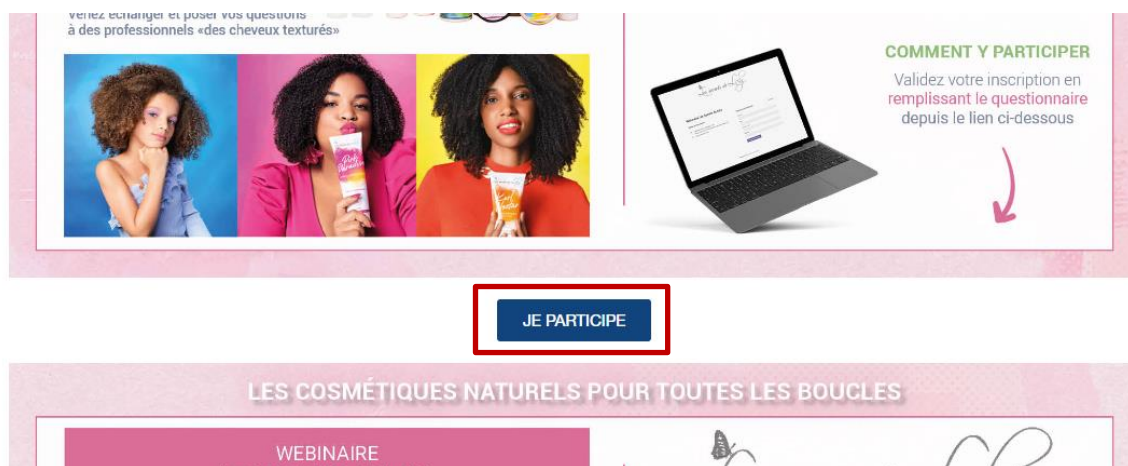 Venez échanger et poser vos questions
à des professionnels «des cheveux texturés»
COMMENT Y PARTICIPER
Validez votre inscription en
remplissant le questionnaire
depuis le lien ci-dessous
JE PARTICIPE
LES COSMÉTIQUES NATURELS POUR TOUTES LES BOUCLES
WEBINAIRE